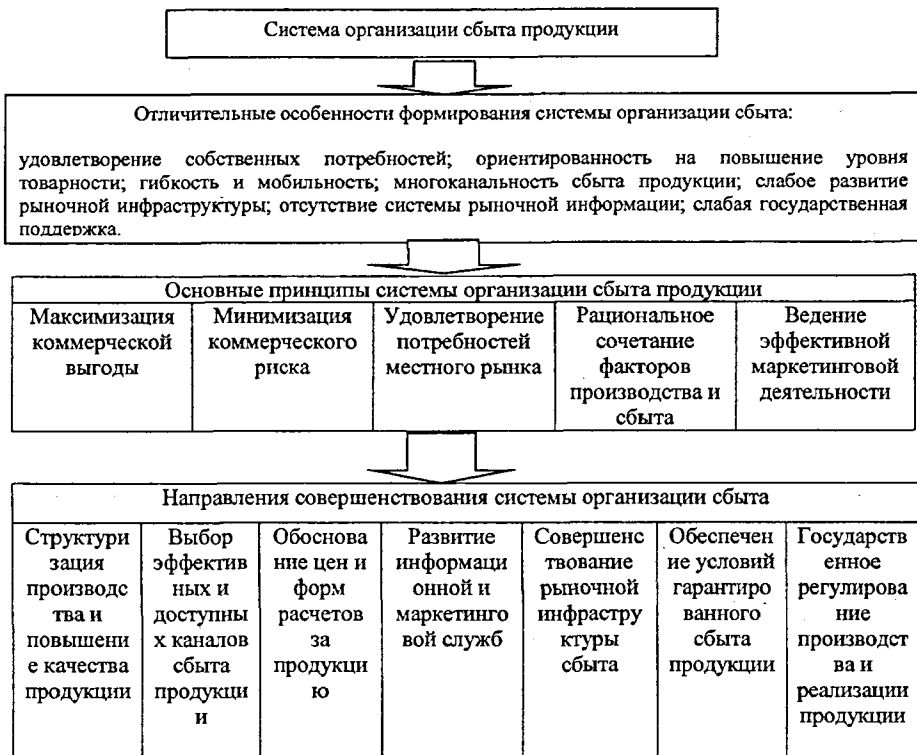 Система организации сбыта продукции
Отличительные особенности формирования системы организации сбыта:
удовлетворение собственных потребностей; ориентированность на повышение уровня
товарности; гибкость и мобильность; многоканальность сбыта продукции; слабое развитие
рыночной инфраструктуры; отсутствие системы рыночной информации; слабая государственная
поддержка.
Основные принципы системы организации сбыта продукции
Максимизация
коммерческой
выгоды
Минимизация
коммерческого
риска
Удовлетворение
потребностей
местного рынка
Рациональное
сочетание
факторов
производства и
сбыта
Ведение
эффективной
маркетинговой
деятельности
Направления совершенствования системы организации сбыта
Структури
зация
производс
тва и
повышени
е качества
продукции
Выбор
эффектив
ных и
доступны
х каналов
сбыта
продукци
и
Обоснова
ние цен и
форм
расчетов
за
продукци
ю
Развитие
информаци
онной и
маркетинго
вой служб
Совершенс
твование
рыночной
инфрастру
ктуры
сбыта
Обеспечен
ие условий
гарантиро
ванного
сбыта
продукции
Государств
енное
регулирова
ние
производст
ва и
реализации
продукции